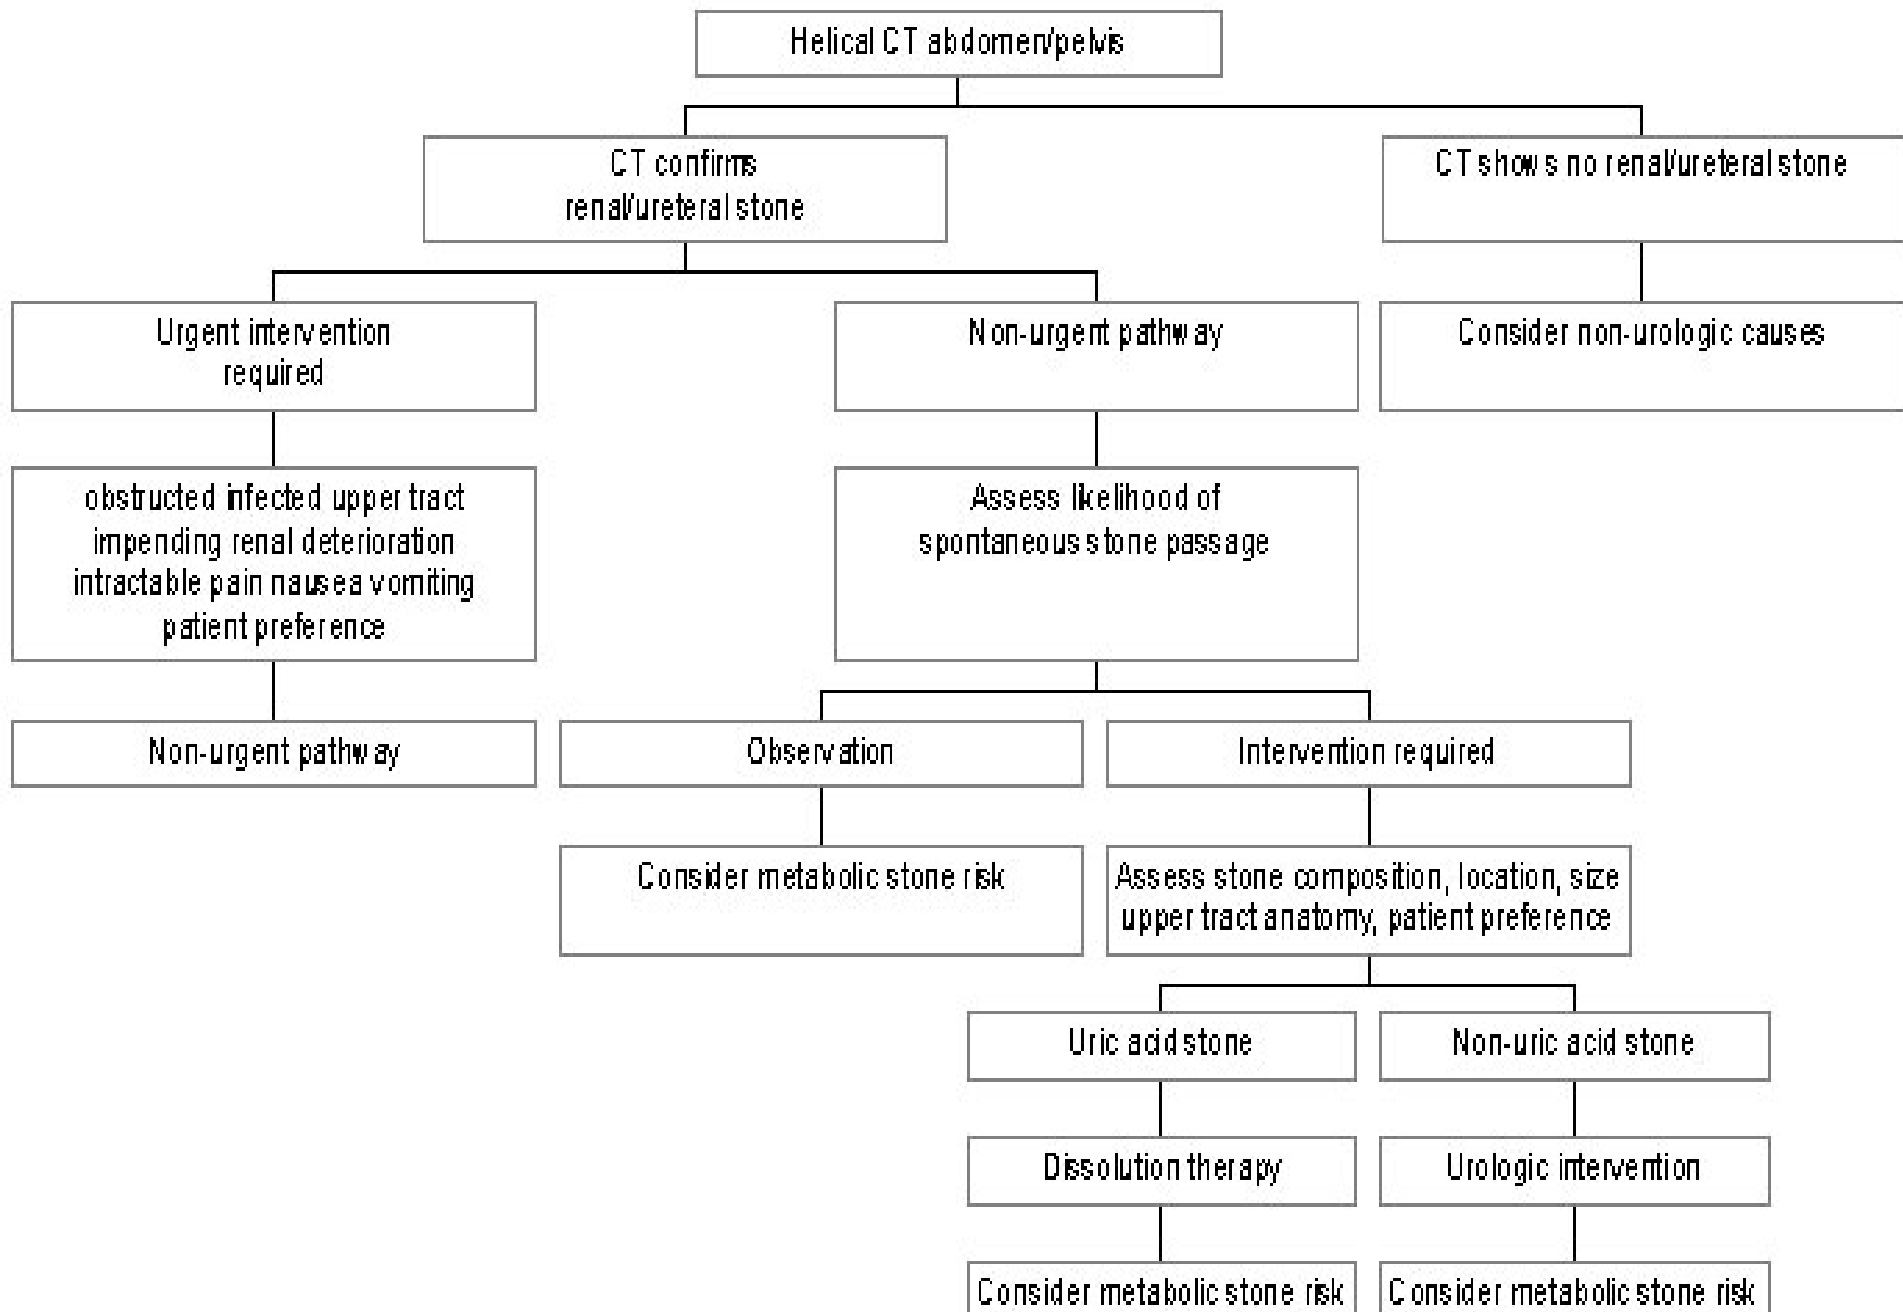 Helical CT abdomen/pelvis
CT confirms
renal/ureteral stone
CT shows no renal/ureteral stone
Urgent intervention
required
Non-urgent pathway
Consider non-urologic causes
obstructed infected upper tract
impending renal deterioration
intractable pain nausea vomiting
patient preference
Assess likelihood of
spontaneous stone passage
Non-urgent pathway
Observation
Intervention required
Consider metabolic stone risk
Assess stone composition, location, size
upper tract anatomy, patient preference
Uric acid stone
Non-uric acid stone
Dissolution therapy
Urologic intervention
Consider metabolic stone risk
Consider metabolic stone risk